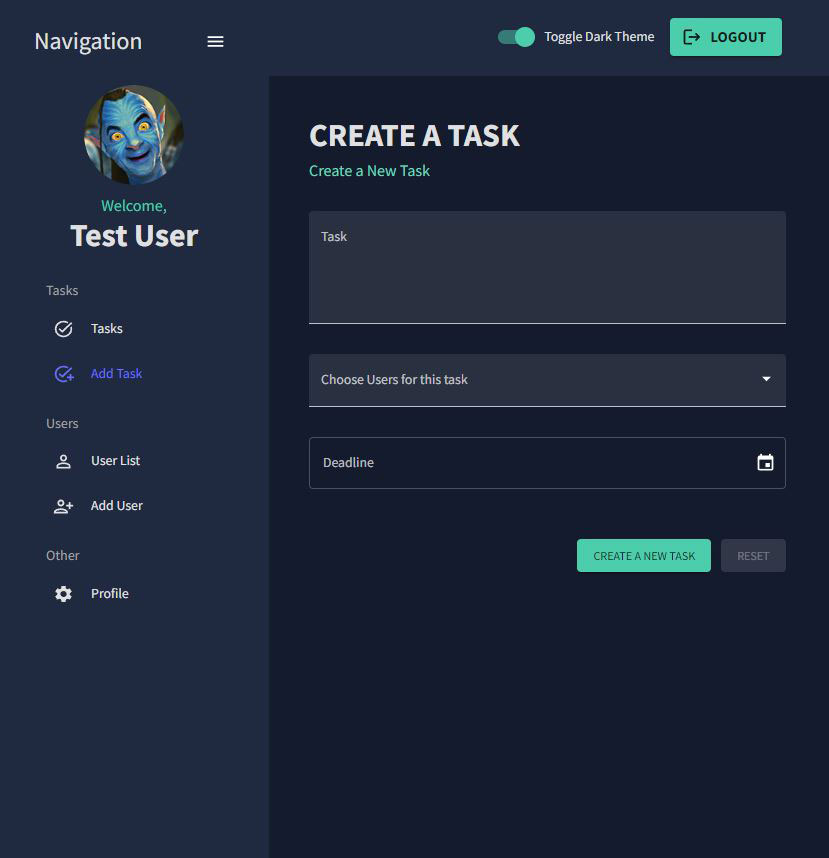 Navigation
Toggle Dark Theme
LOGOUT
Welcome,
Test User
Tasks
Tasks
Add Task
Users
User List
Add User
Other
Profile
CREATE A TASK
Create a New Task
Task
Choose Users for this task
Deadline
CREATE A NEW TASK
RESET